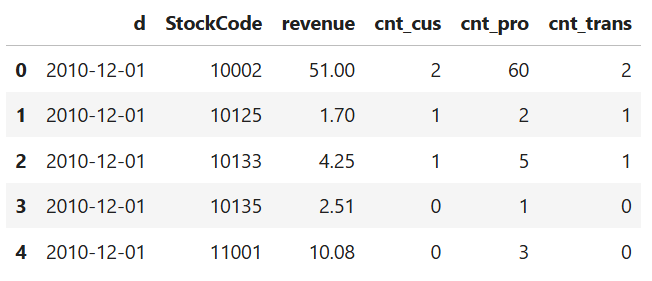 d StockCode revenue cnt_cus cnt_pro cnt_trans
0 2010-12-01 10002 51.00 2 60 2
1 2010-12-01 10125 1.70 1 2 1
2 2010-12-01 10133 4.25 1 5 1
3 2010-12-01 10135 2.51 0 1 0
4 2010-12-01 11001 10.08 0 3 0